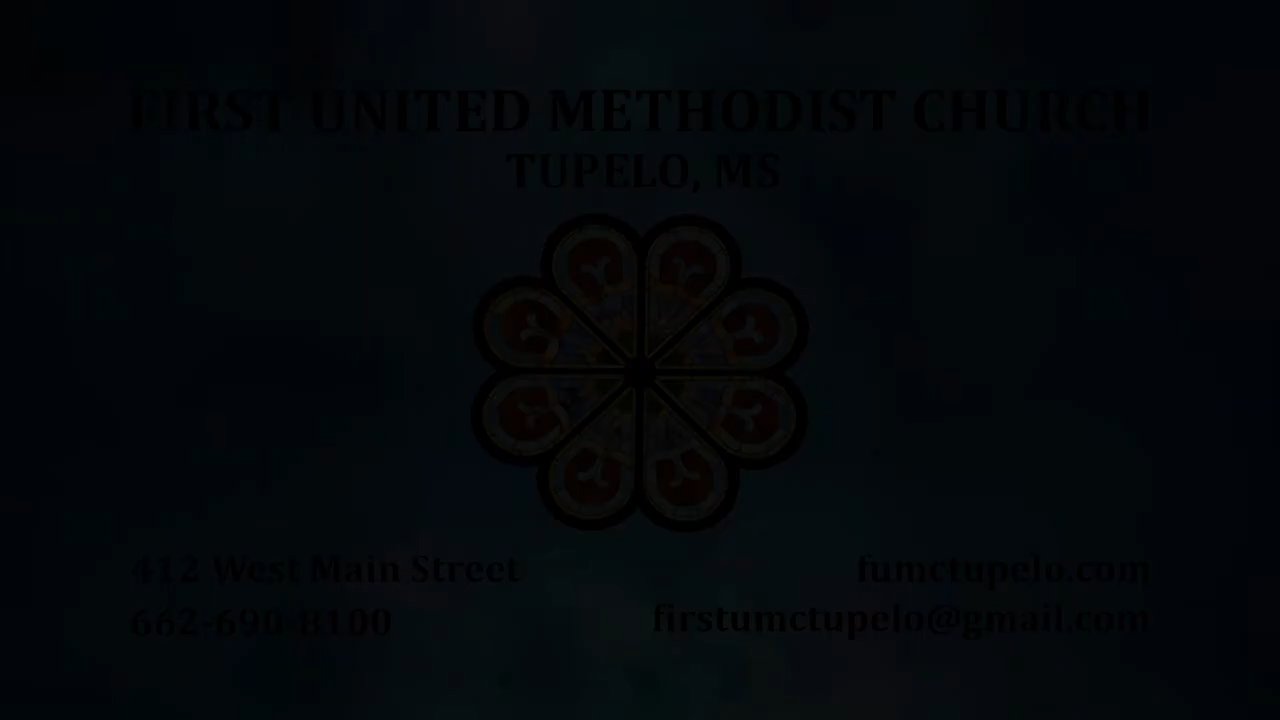 FIRST UNITED METHODIST CHURCH
TUPELO, MS
412 West Main Street
fumctupelo.com
662-690-8100
firstumctupelo@gmail.com